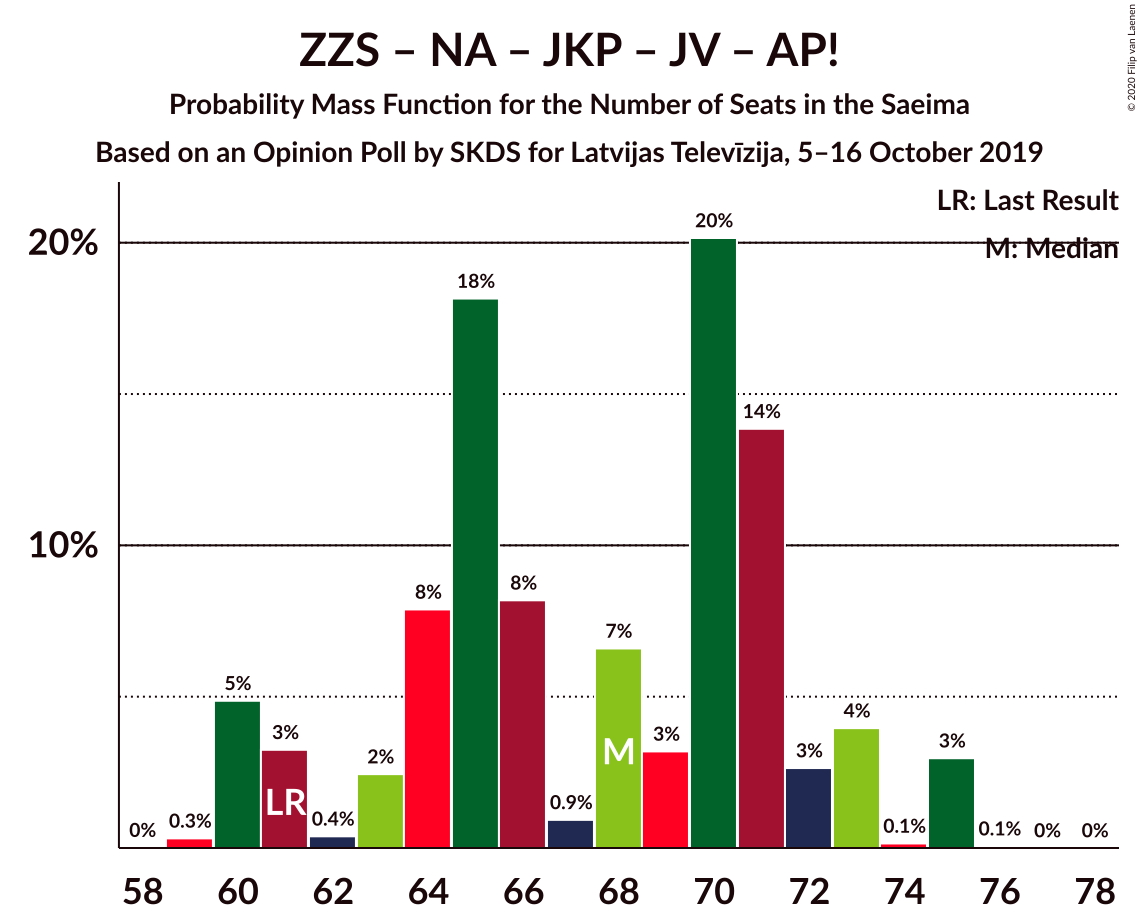 ZZS – NA – JKP – JV – AP!
Probability Mass Function for the Number of Seats in the Saeima
Based on an Opinion Poll by SKDS for Latvijas Televīzija, 5–16 October 2019
© 2020 Filip van Laenen
LR: Last Result
M: Median
20%
10%
0%
0.3%
5%
3%
0.4%
2%
8%
18%
8%
0.9%
7%
3%
20%
14%
3%
4%
0.1%
3%
0.1%
0%
0%
LR
M
58 60 62 64 66 68 70 72 74 76 78